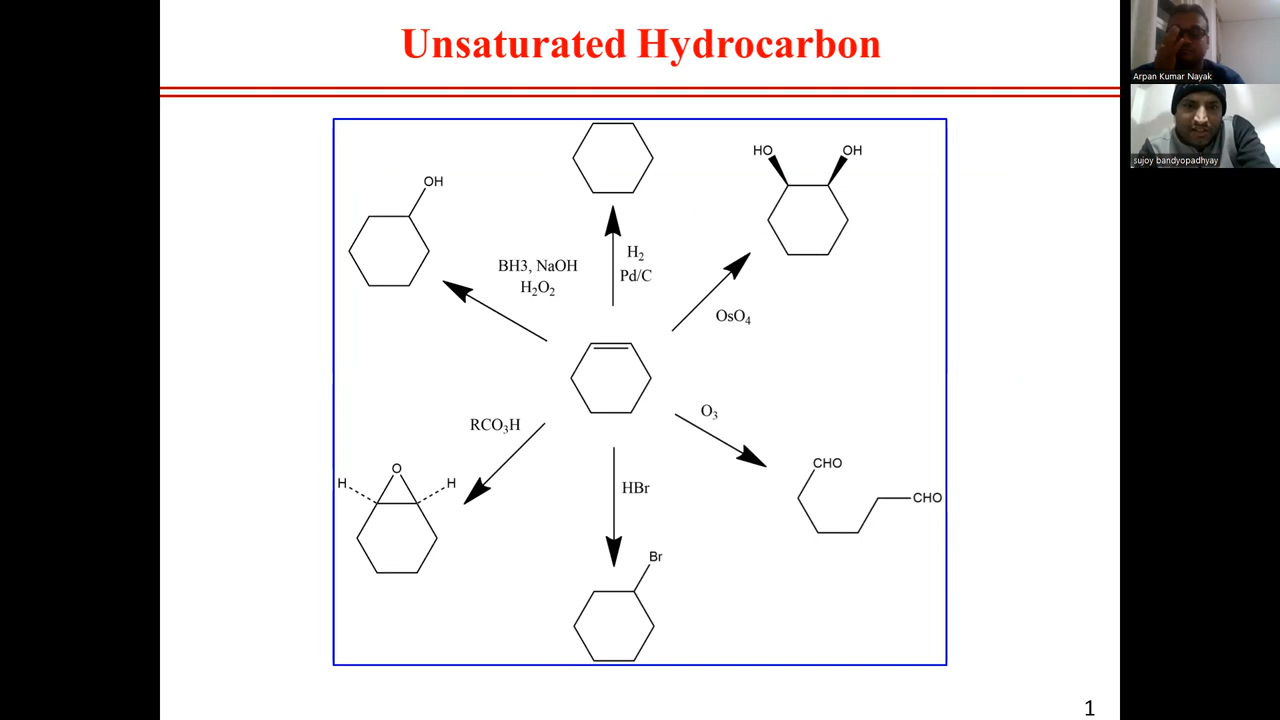 Unsaturated Hydrocarbon
Arpan Kumar Nayak
sujoy bandyopadhyay
HO
OH
OH
H₂
Pd/C
BH3, NaOH
H₂O₂
OsO₄
O₃
RCO₃H
CHO
CHO
O
H
H
HBr
Br
1